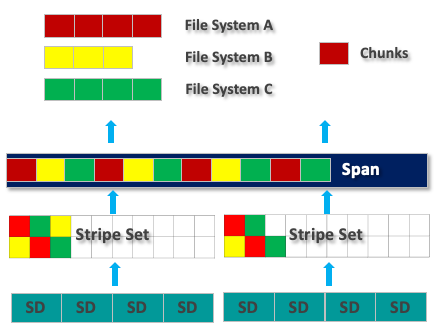 File System A
File System B
Chunks
File System C
Span
Stripe Set
Stripe Set
SD SD SD SD
SD SD SD SD